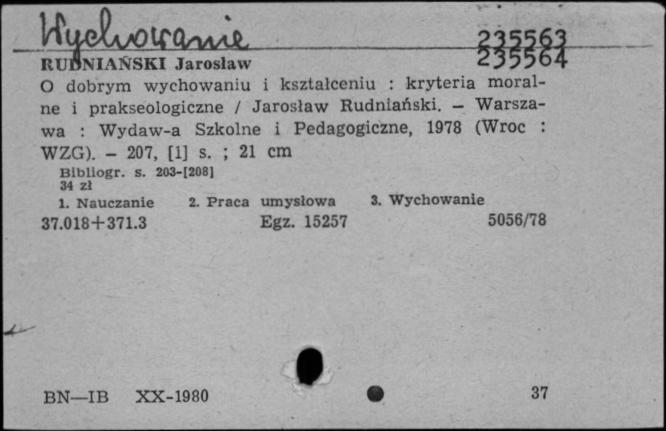 Wychowanie
235563
235564
RUDNIAŃSKI Jarosław
O dobrym wychowaniu i kształceniu : kryteria moral-
ne i prakseologiczne / Jarosław Rudniański. — Warsza-
wa : Wydaw-a Szkolne i Pedagogiczne, 1978 (Wroc :
WZG). — 207, [1] s. ; 21 cm
Bibliogr. s. 203-[208]
34 zł
1. Nauczanie 2. Praca umysłowa 3. Wychowanie
37.018+371.3 Egz. 15257 5056/78
BN—IB XX-1980 37